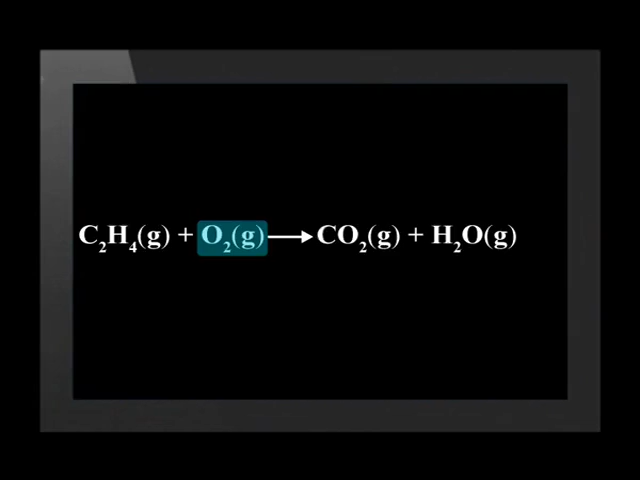 C₂H₄(g) + O₂(g) ⟶ CO₂(g) + H₂O(g)